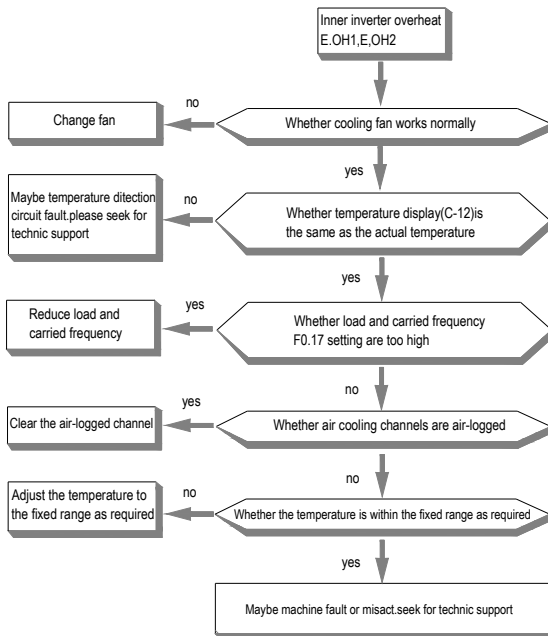 Inner inverter overheat
E.OH1,E,OH2
no
Change fan
Whether cooling fan works normally
yes
Maybe temperature ditection
circuit fault.please seek for
technic support
no
Whether temperature display(C-12)is
the same as the actual temperature
yes
Reduce load and
carried frequency
yes
Whether load and carried frequency
F0.17 setting are too high
no
Clear the air-logged channel
yes
Whether air cooling channels are air-logged
no
Adjust the temperature to
the fixed range as required
no
Whether the temperature is within the fixed range as required
yes
Maybe machine fault or misact.seek for technic support